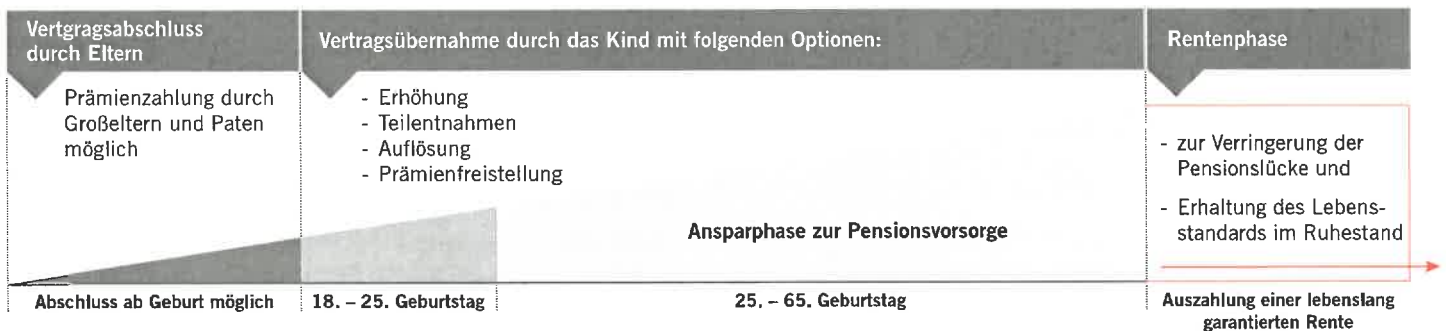 Vertgragsabschluss
durch Eltern
Prämienzahlung durch
Großeltern und Paten
möglich
Vertragsübernahme durch das Kind mit folgenden Optionen:
- Erhöhung
- Teilentnahmen
- Auflösung
- Prämienfreistellung
Ansparphase zur Pensionsvorsorge
Rentenphase
- zur Verringerung der
Pensionslücke und
- Erhaltung des Lebens-
standards im Ruhestand
Abschluss ab Geburt möglich
18. – 25. Geburtstag
25. – 65. Geburtstag
Auszahlung einer lebenslang
garantierten Rente